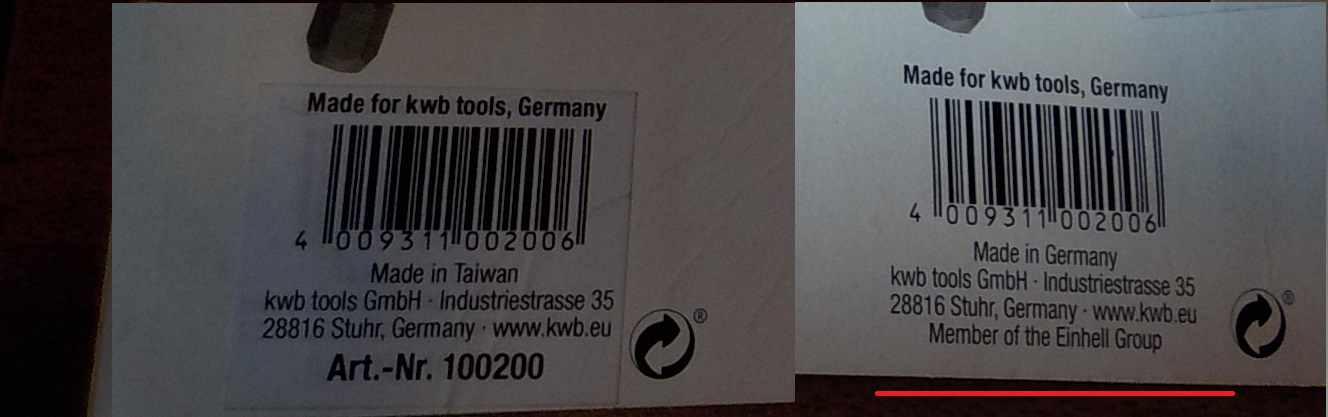 Made for kwb tools, Germany
4 009311 002006
Made in Taiwan
kwb tools GmbH · Industriestrasse 35
28816 Stuhr, Germany · www.kwb.eu
Art.-Nr. 100200
®
Made for kwb tools, Germany
4 009311 002006
Made in Germany
kwb tools GmbH · Industriestrasse 35
28816 Stuhr, Germany · www.kwb.eu
Member of the Einhell Group
®